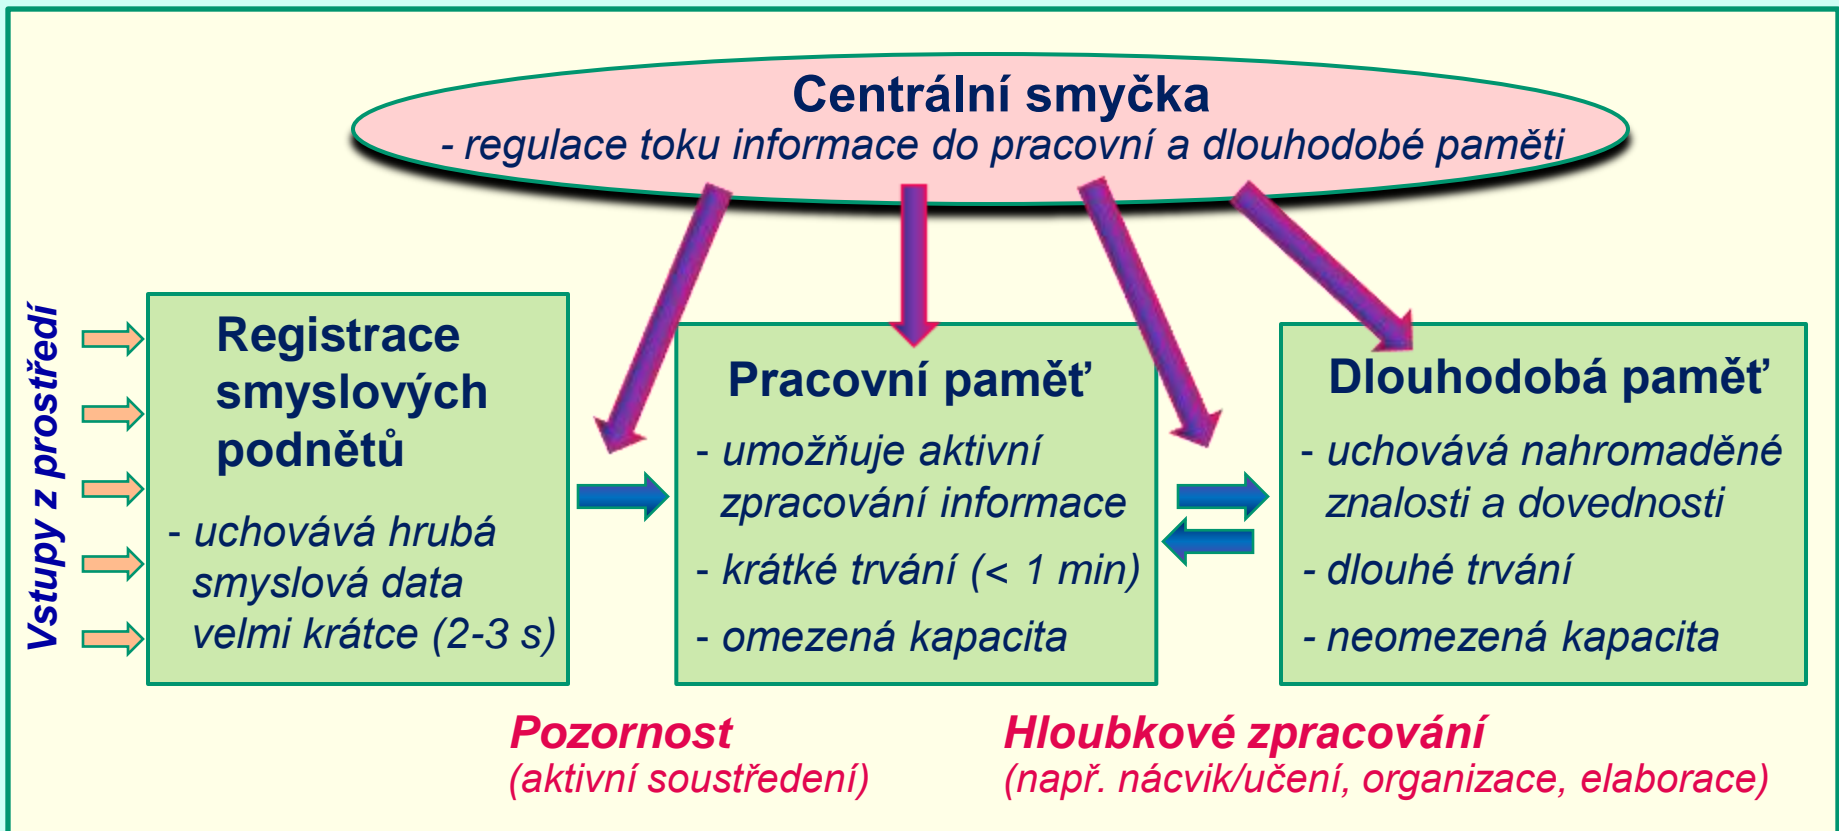 Centrální smyčka
- regulace toku informace do pracovní a dlouhodobé paměti
Vstupy z prostředí
Registrace
smyslových
podnětů
- uchovává hrubá
smyslová data
velmi krátce (2-3 s)
Pracovní paměť
- umožňuje aktivní
zpracování informace
- krátké trvání (< 1 min)
- omezená kapacita
Dlouhodobá paměť
- uchovává nahromaděné
znalosti a dovednosti
- dlouhé trvání
- neomezená kapacita
Pozornost
(aktivní soustředení)
Hloubkové zpracování
(např. nácvik/učení, organizace, elaborace)